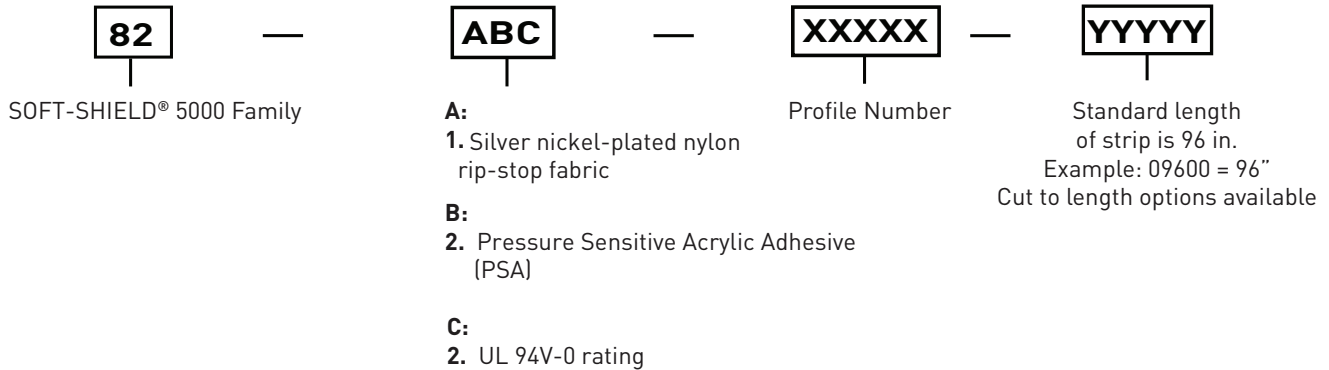 82 — ABC — XXXXX — YYYYY
SOFT-SHIELD® 5000 Family
A:
1. Silver nickel-plated nylon
rip-stop fabric
B:
2. Pressure Sensitive Acrylic Adhesive
(PSA)
C:
2. UL 94V-0 rating
Profile Number
Standard length
of strip is 96 in.
Example: 09600 = 96”
Cut to length options available